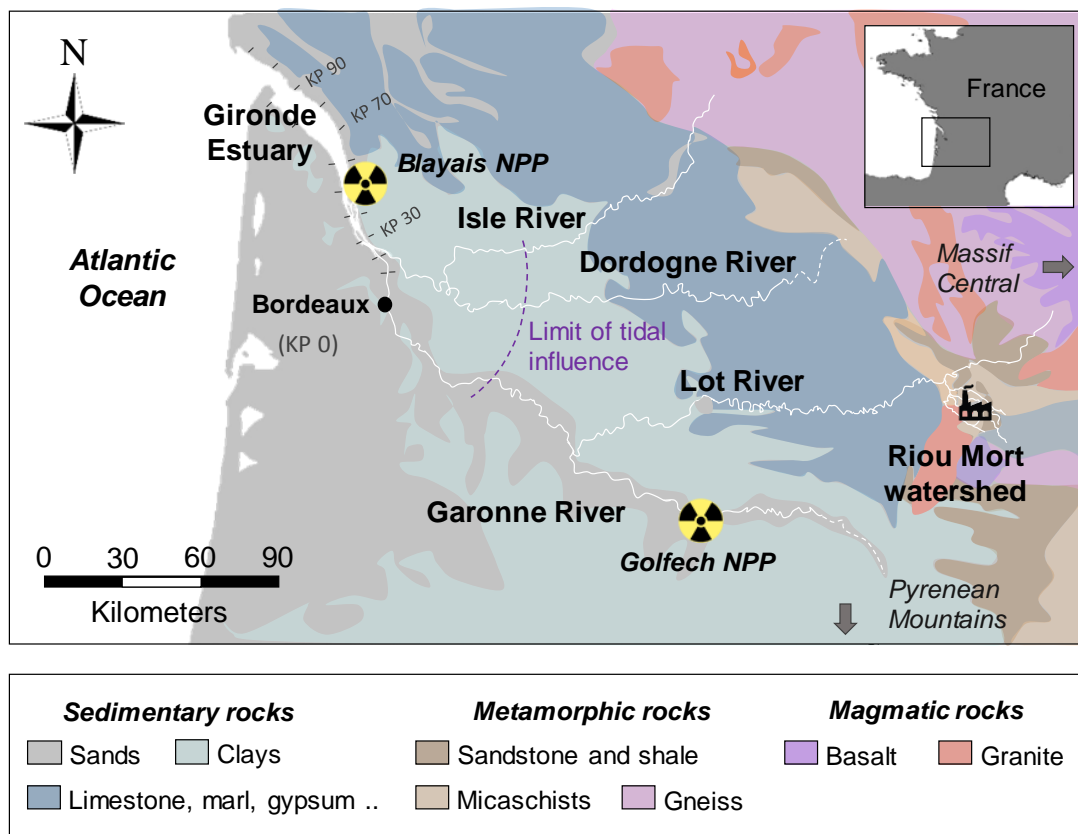 N
KP 90
KP 70
Gironde
Estuary
Blayais NPP
France
KP 30
Isle River
Atlantic
Ocean
Dordogne River
Massif
Central
Bordeaux
(KP 0)
Limit of tidal
influence
Lot River
Riou Mort
watershed
Garonne River
Golfech NPP
0 30 60 90
Kilometers
Pyrenean
Mountains
Sedimentary rocks
Metamorphic rocks
Magmatic rocks
Sands
Clays
Sandstone and shale
Basalt
Granite
Limestone, marl, gypsum ..
Micaschists
Gneiss